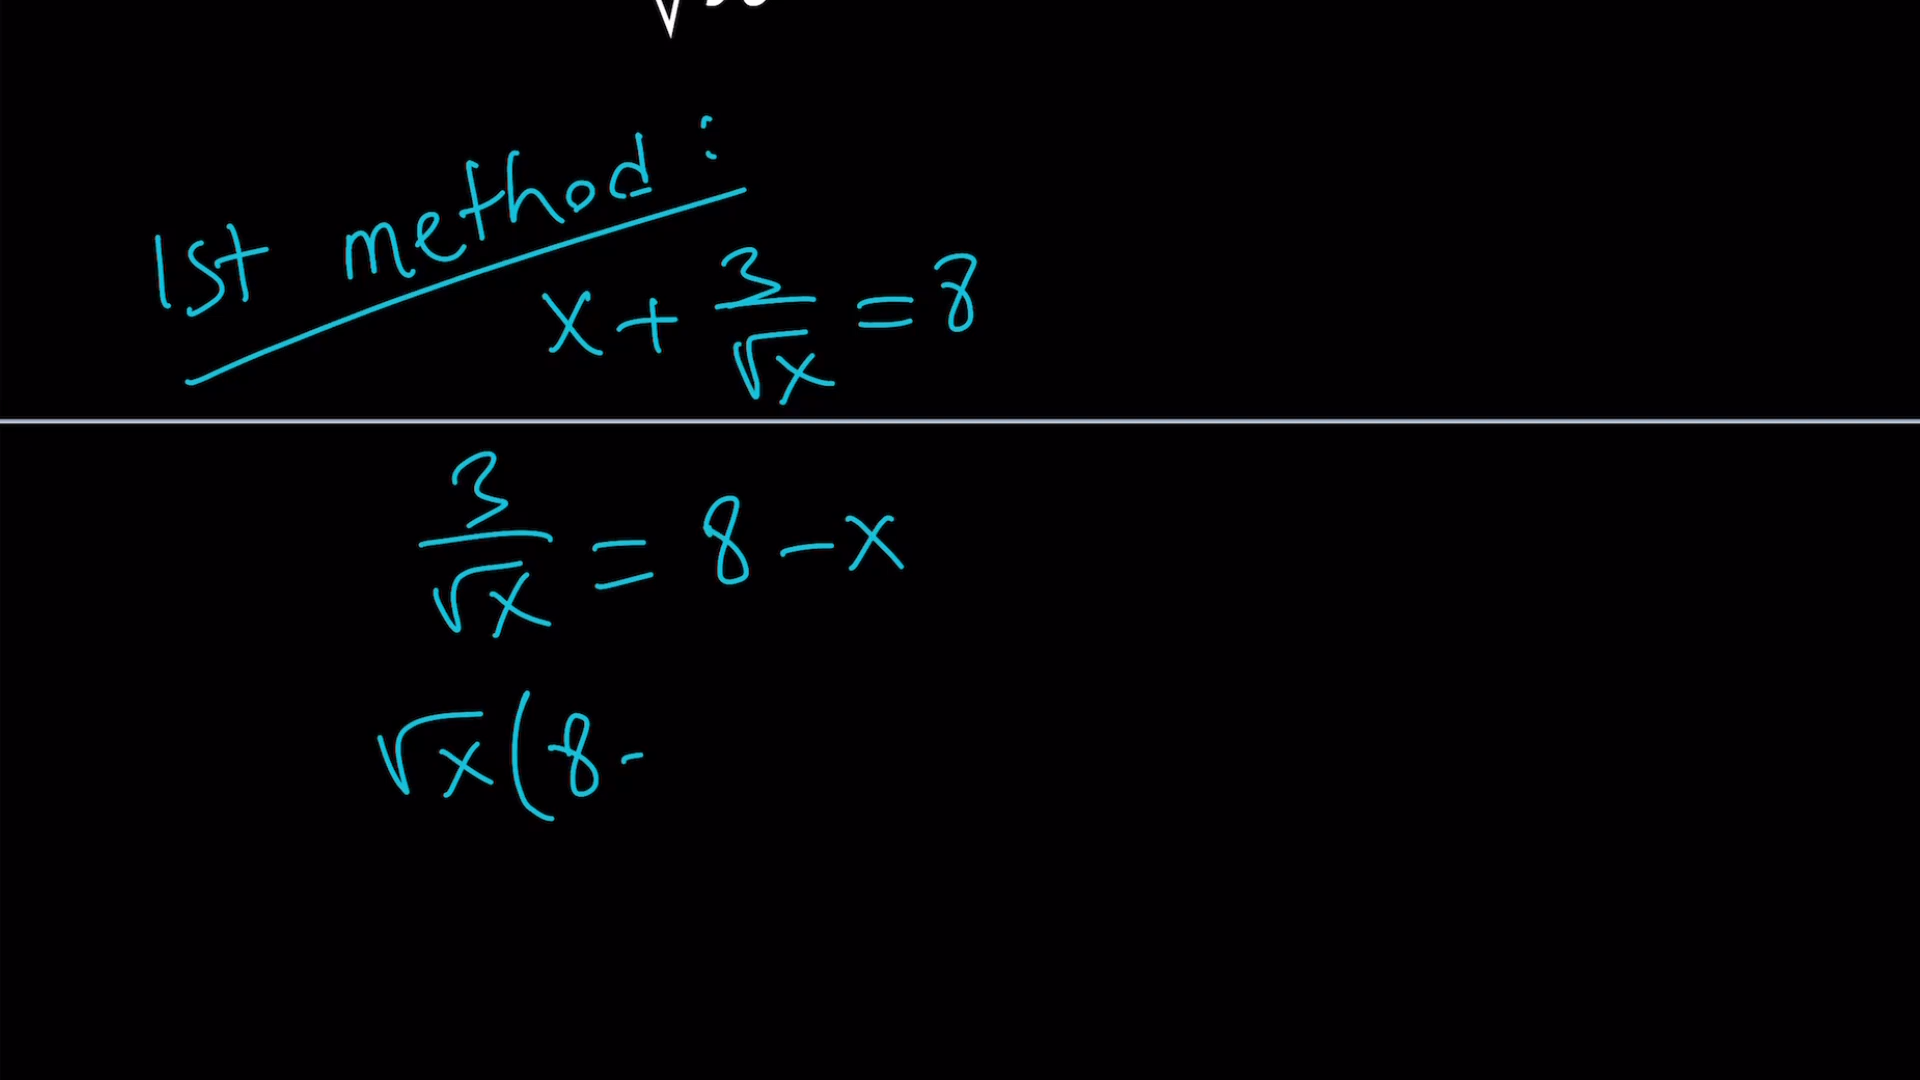 1st method:
x + 3/√x = 8
3/√x = 8 - x
√x(8 -